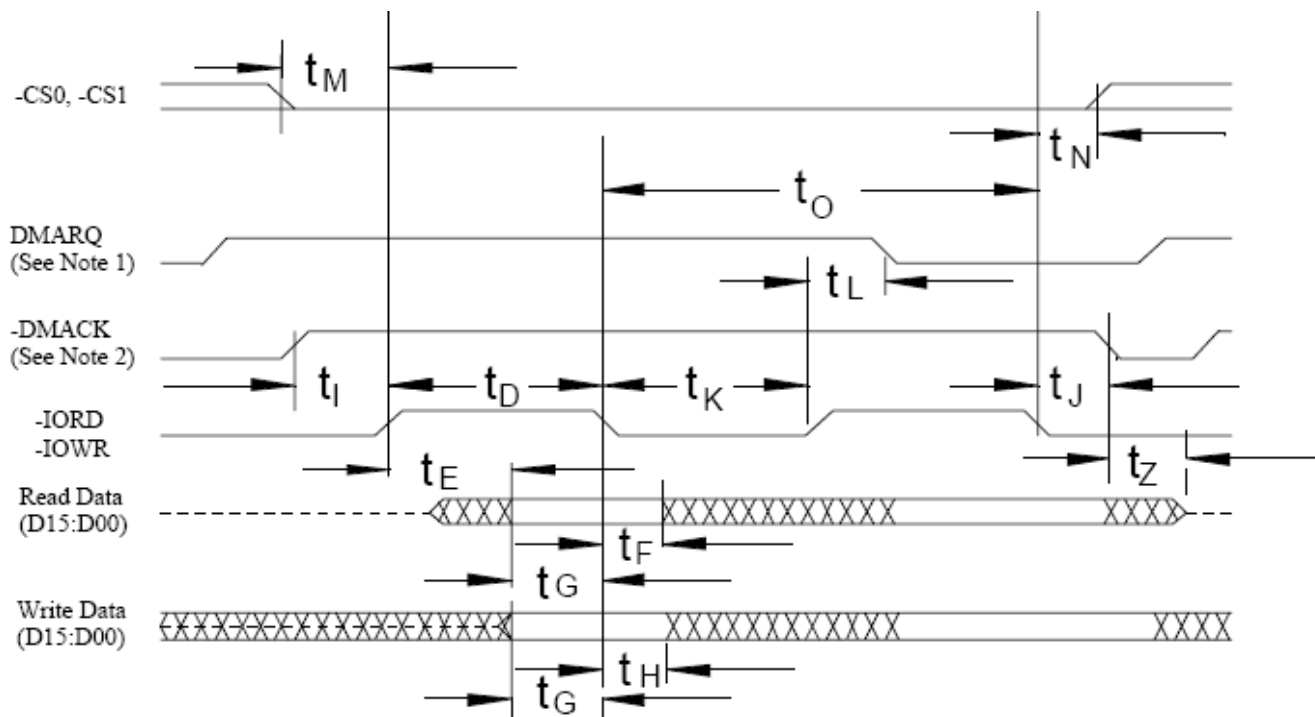 tM
-CS0, -CS1
tN
tO
DMARQ
(See Note 1)
tL
-DMACK
(See Note 2)
tI
tD
tK
tJ
-IORD
-IOWR
tE
tZ
Read Data
(D15:D00)
tF
tG
Write Data
(D15:D00)
tH
tG